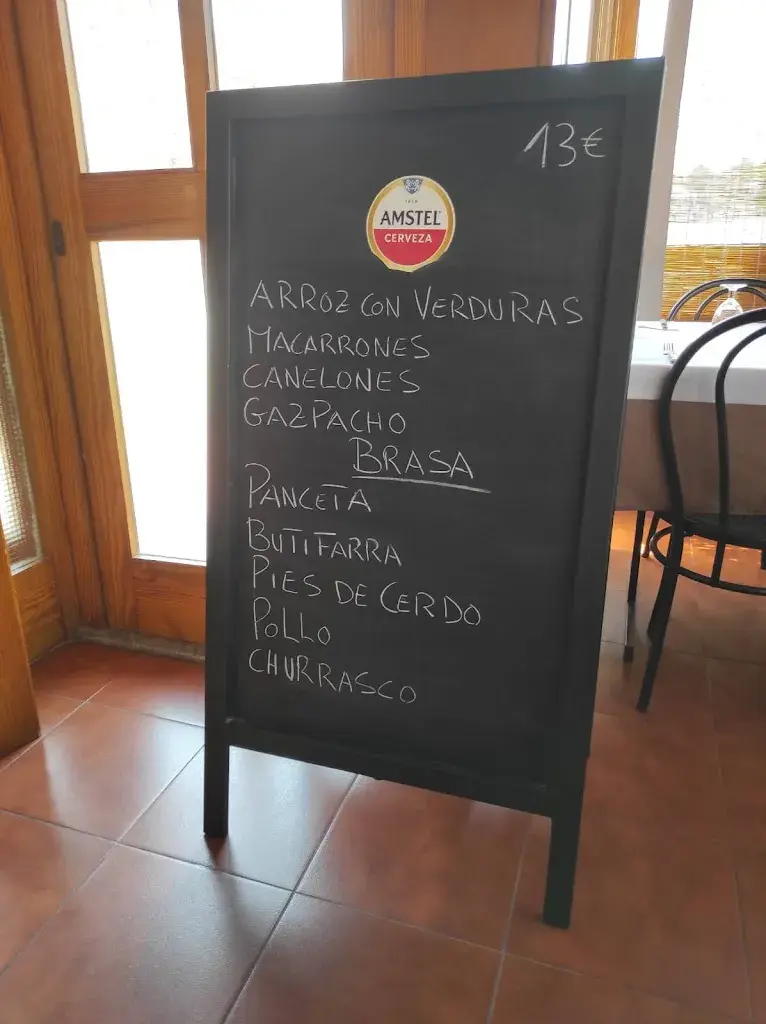 13€
AMSTEL
CERVEZA
ARROZ CON VERDURAS
MACARRONES
CANELONES
GAZPACHO
BRASA
PANCETA
BUTIFARRA
PIES DE CERDO
POLLO
CHURRASCO